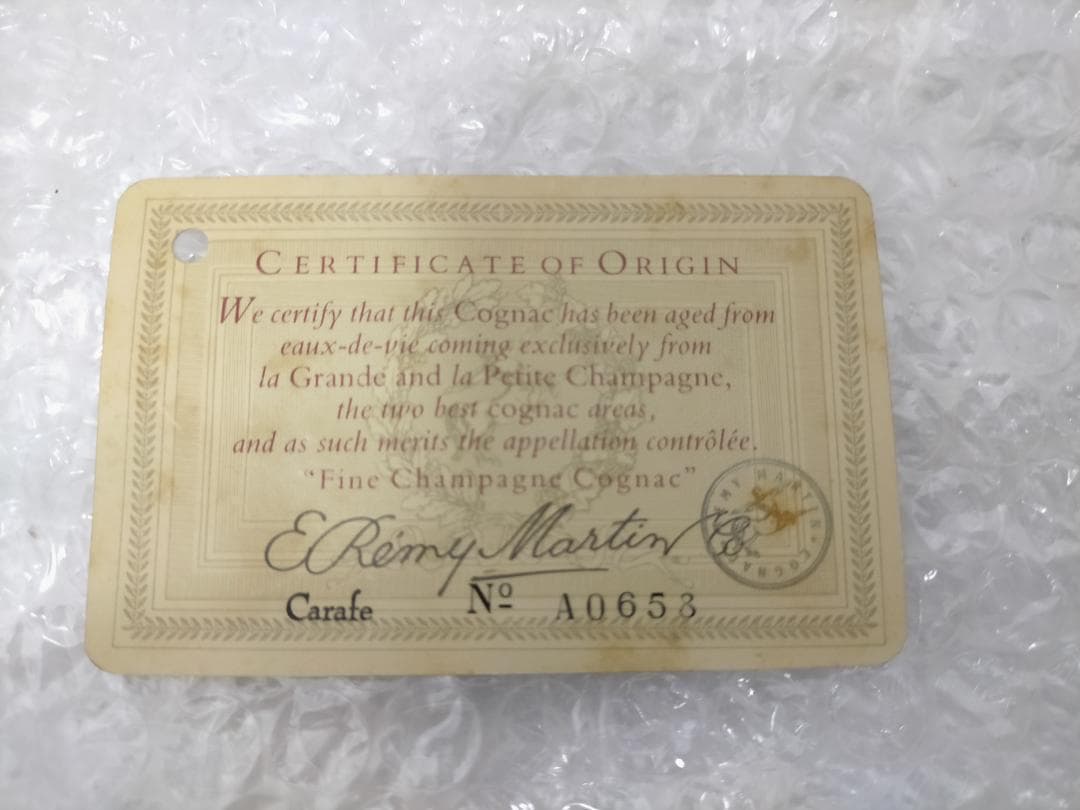 CERTIFICATE OF ORIGIN
We certify that this Cognac has been aged from
eaux-de-vie coming exclusively from
la Grande and la Petite Champagne,
the two best cognac areas,
and as such merits the appellation contrôlée.
“Fine Champagne Cognac”
E. Rémy Martin & Co
Carafe Nº A0653